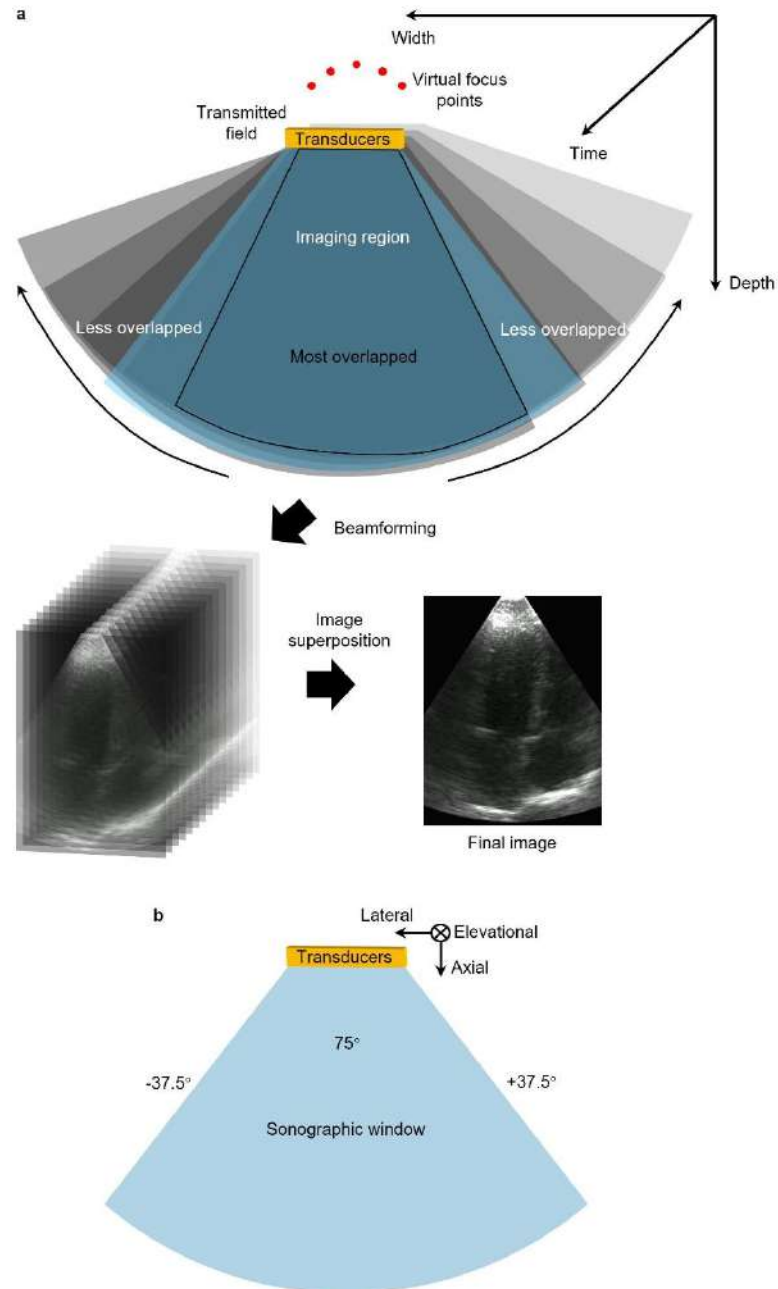 a
Width
Virtual focus
points
Transmitted
field
Transducers
Time
Imaging region
Depth
Less overlapped
Less overlapped
Most overlapped
Beamforming
Image
superposition
Final image
b
Lateral
Elevational
Transducers
Axial
75°
-37.5°
+37.5°
Sonographic window